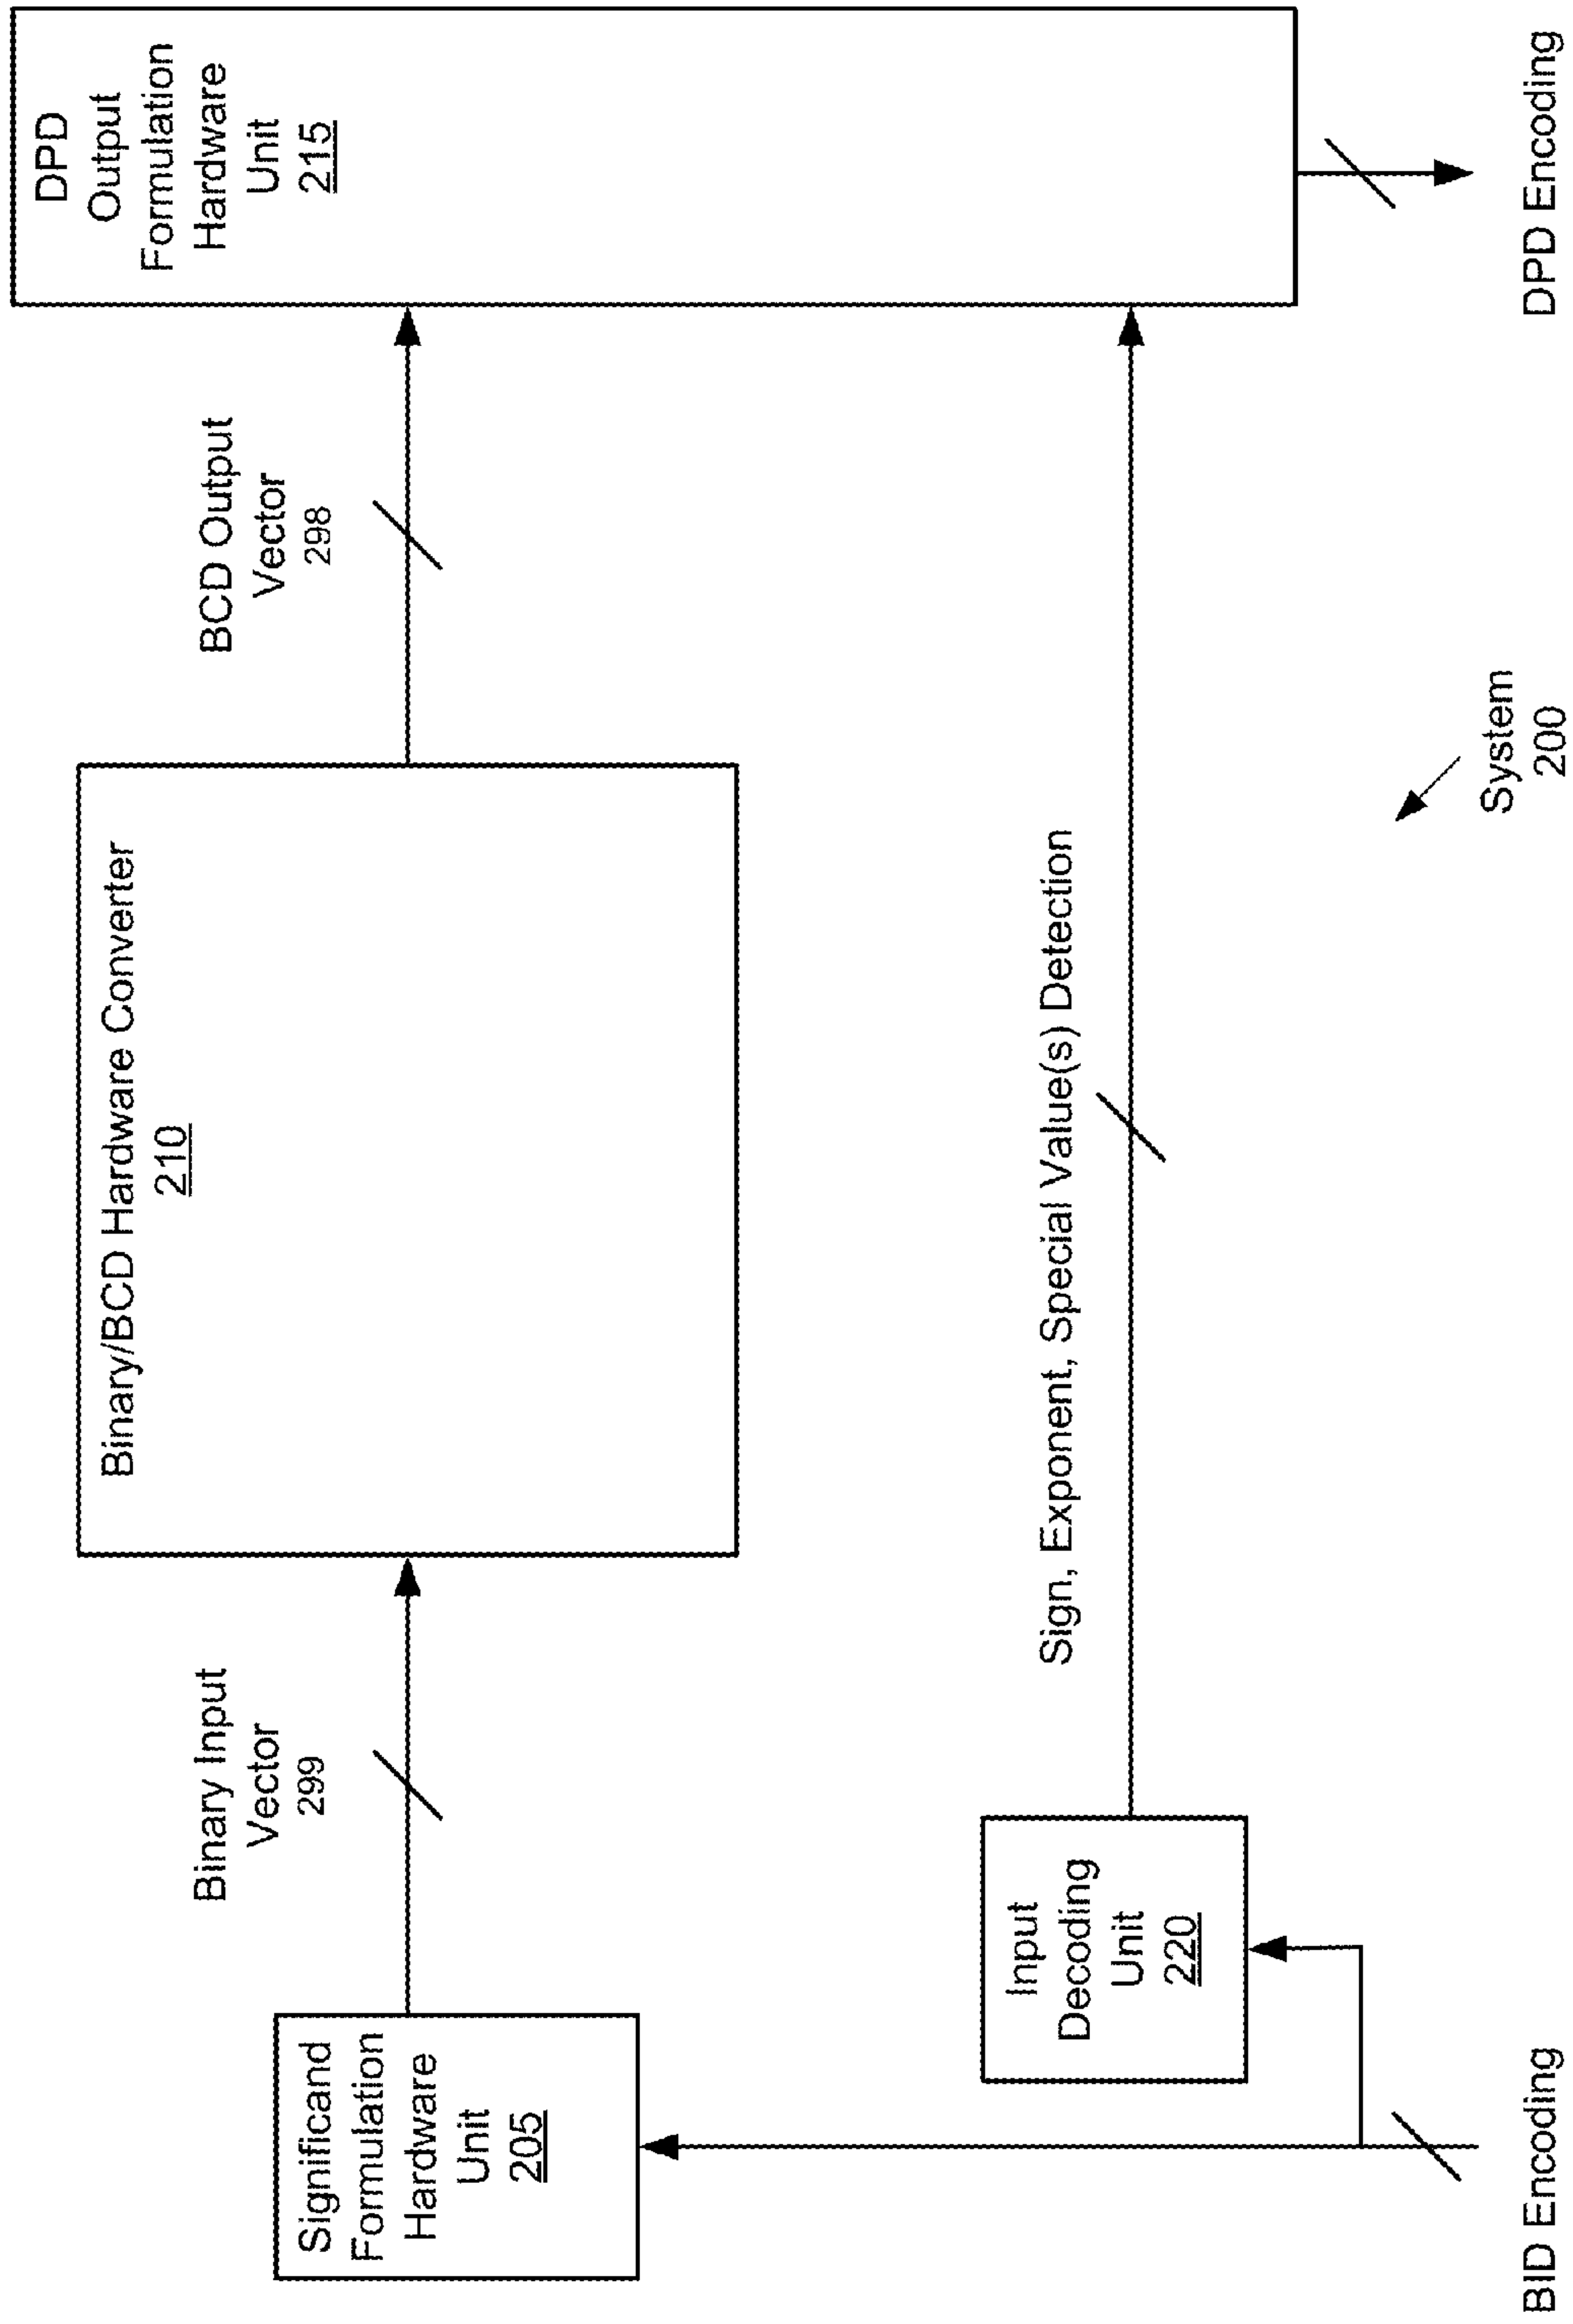 Significand
Formulation
Hardware
Unit
205
Binary Input
Vector
299
Binary/BCD Hardware Converter
210
BCD Output
Vector
298
DPD
Output
Formulation
Hardware
Unit
215
Input
Decoding
Unit
220
Sign, Exponent, Special Value(s) Detection
BID Encoding
System
200
DPD Encoding